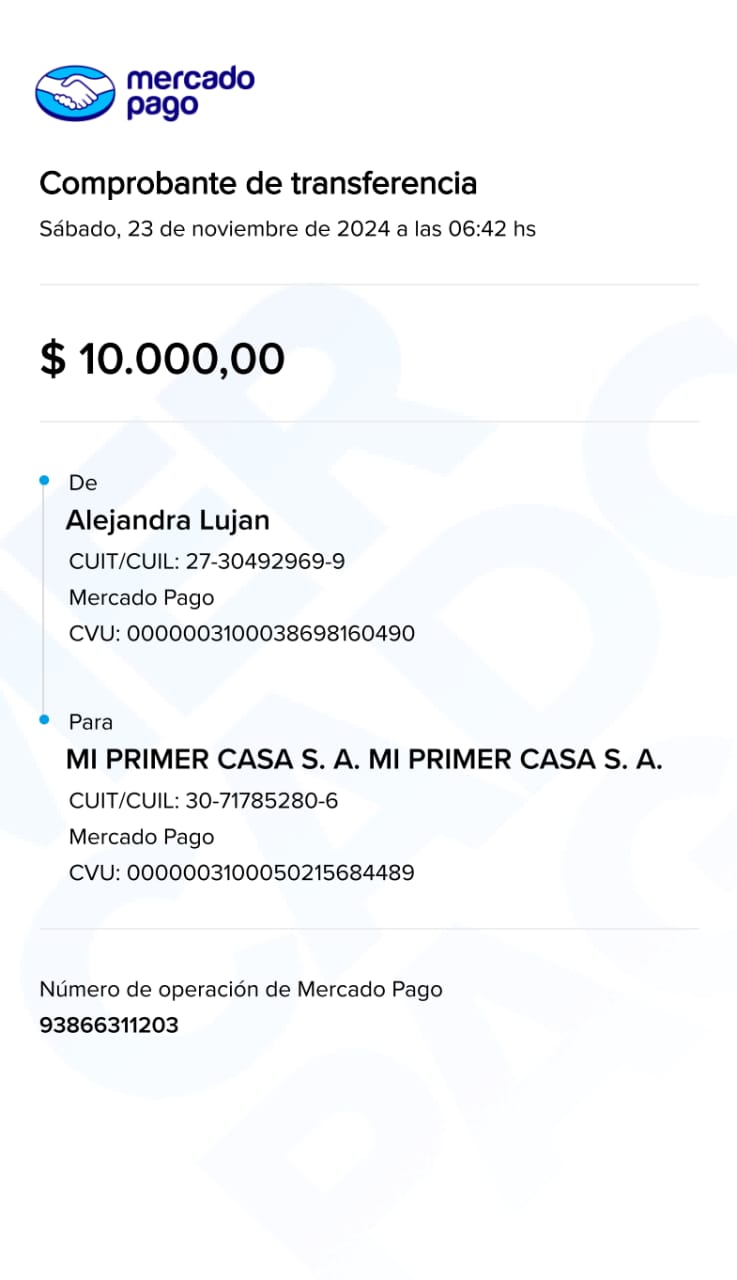 mercado
pago
Comprobante de transferencia
Sábado, 23 de noviembre de 2024 a las 06:42 hs
$ 10.000,00
De
Alejandra Lujan
CUIT/CUIL: 27-30492969-9
Mercado Pago
CVU: 0000003100038698160490
Para
MI PRIMER CASA S. A. MI PRIMER CASA S. A.
CUIT/CUIL: 30-71785280-6
Mercado Pago
CVU: 0000003100050215684489
Número de operación de Mercado Pago
93866311203